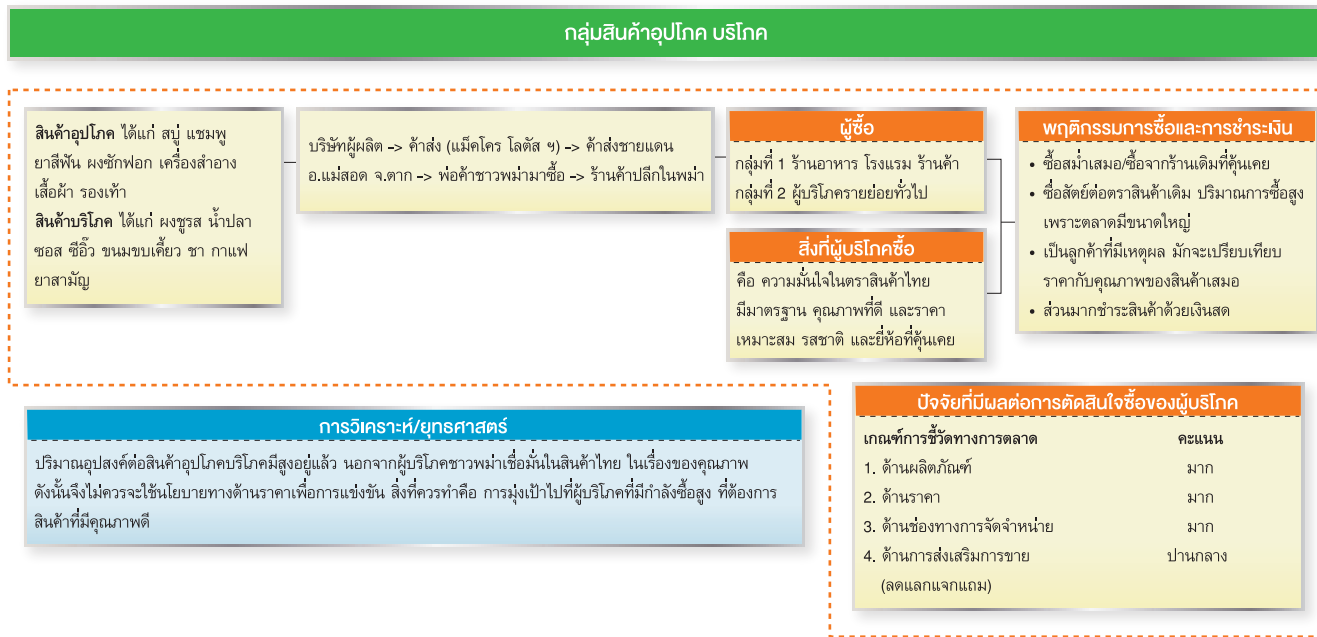 กลุ่มสินค้าอุปโภค บริโภค
สินค้าอุปโภค ได้แก่ สบู่ แชมพู
ยาสีฟัน ผงซักฟอก เครื่องสำอาง
เสื้อผ้า รองเท้า
สินค้าบริโภค ได้แก่ ผงชูรส น้ำปลา
ซอส ซีอิ๊ว ขนมขบเคี้ยว ชา กาแฟ
ยาสามัญ
บริษัทผู้ผลิต -> ค้าส่ง (แม็คโคร โลตัส ฯ) -> ค้าส่งชายแดน
อ.แม่สอด จ.ตาก -> พ่อค้าชาวพม่ามาซื้อ -> ร้านค้าปลีกในพม่า
ผู้ซื้อ
กลุ่มที่ 1 ร้านอาหาร โรงแรม ร้านค้า
กลุ่มที่ 2 ผู้บริโภครายย่อยทั่วไป
สิ่งที่ผู้บริโภคซื้อ
คือ ความมั่นใจในตราสินค้าไทย
มีมาตรฐาน คุณภาพที่ดี และราคา
เหมาะสม รสชาติ และยี่ห้อที่คุ้นเคย
พฤติกรรมการซื้อและการชำระเงิน
• ซื้อสม่ำเสมอ/ซื้อจากร้านเดิมที่คุ้นเคย
• ซื่อสัตย์ต่อตราสินค้าเดิม ปริมาณการซื้อสูง
เพราะตลาดมีขนาดใหญ่
• เป็นลูกค้าที่มีเหตุผล มักจะเปรียบเทียบ
ราคากับคุณภาพของสินค้าเสมอ
• ส่วนมากชำระสินค้าด้วยเงินสด
การวิเคราะห์/ยุทธศาสตร์
ปริมาณอุปสงค์ต่อสินค้าอุปโภคบริโภคมีสูงอยู่แล้ว นอกจากผู้บริโภคชาวพม่าเชื่อมั่นในสินค้าไทย ในเรื่องของคุณภาพ
ดังนั้นจึงไม่ควรจะใช้นโยบายทางด้านราคาเพื่อการแข่งขัน สิ่งที่ควรทำคือ การมุ่งเป้าไปที่ผู้บริโภคที่มีกำลังซื้อสูง ที่ต้องการ
สินค้าที่มีคุณภาพดี
ปัจจัยที่มีผลต่อการตัดสินใจซื้อของผู้บริโภค
เกณฑ์การชี้วัดทางการตลาด คะแนน
1. ด้านผลิตภัณฑ์ มาก
2. ด้านราคา มาก
3. ด้านช่องทางการจัดจำหน่าย มาก
4. ด้านการส่งเสริมการขาย ปานกลาง
(ลดแลกแจกแถม)